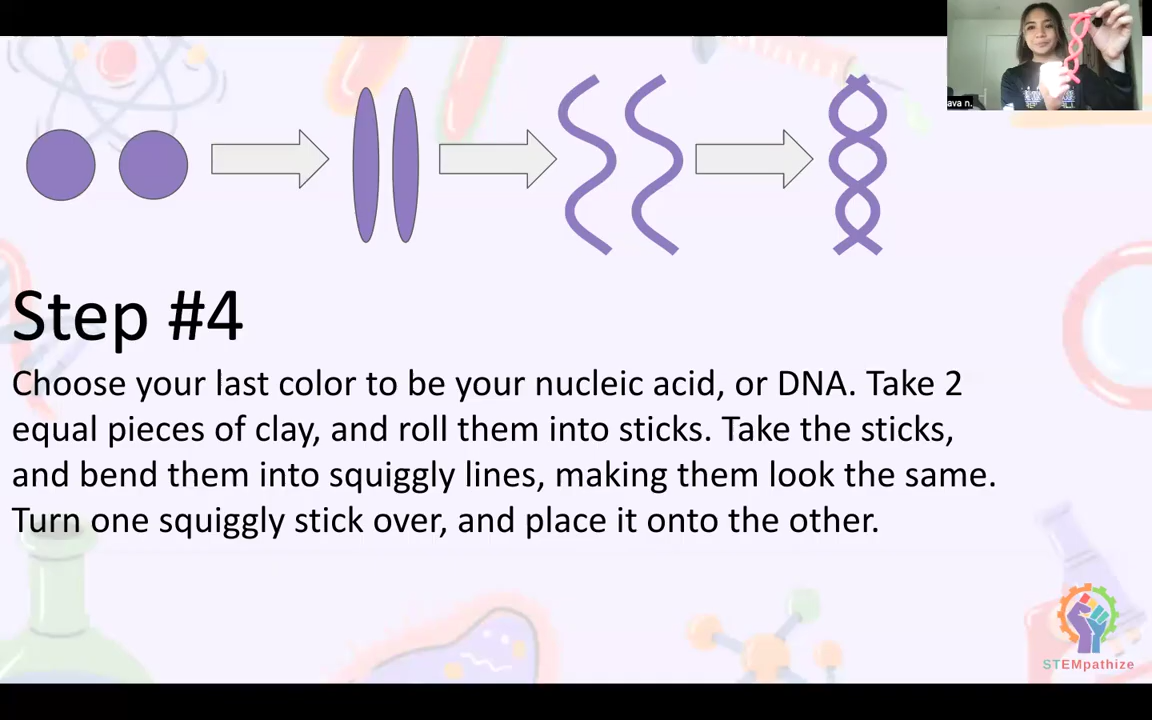 ava n.
Step #4
Choose your last color to be your nucleic acid, or DNA. Take 2
equal pieces of clay, and roll them into sticks. Take the sticks,
and bend them into squiggly lines, making them look the same.
Turn one squiggly stick over, and place it onto the other.
STEMpathize